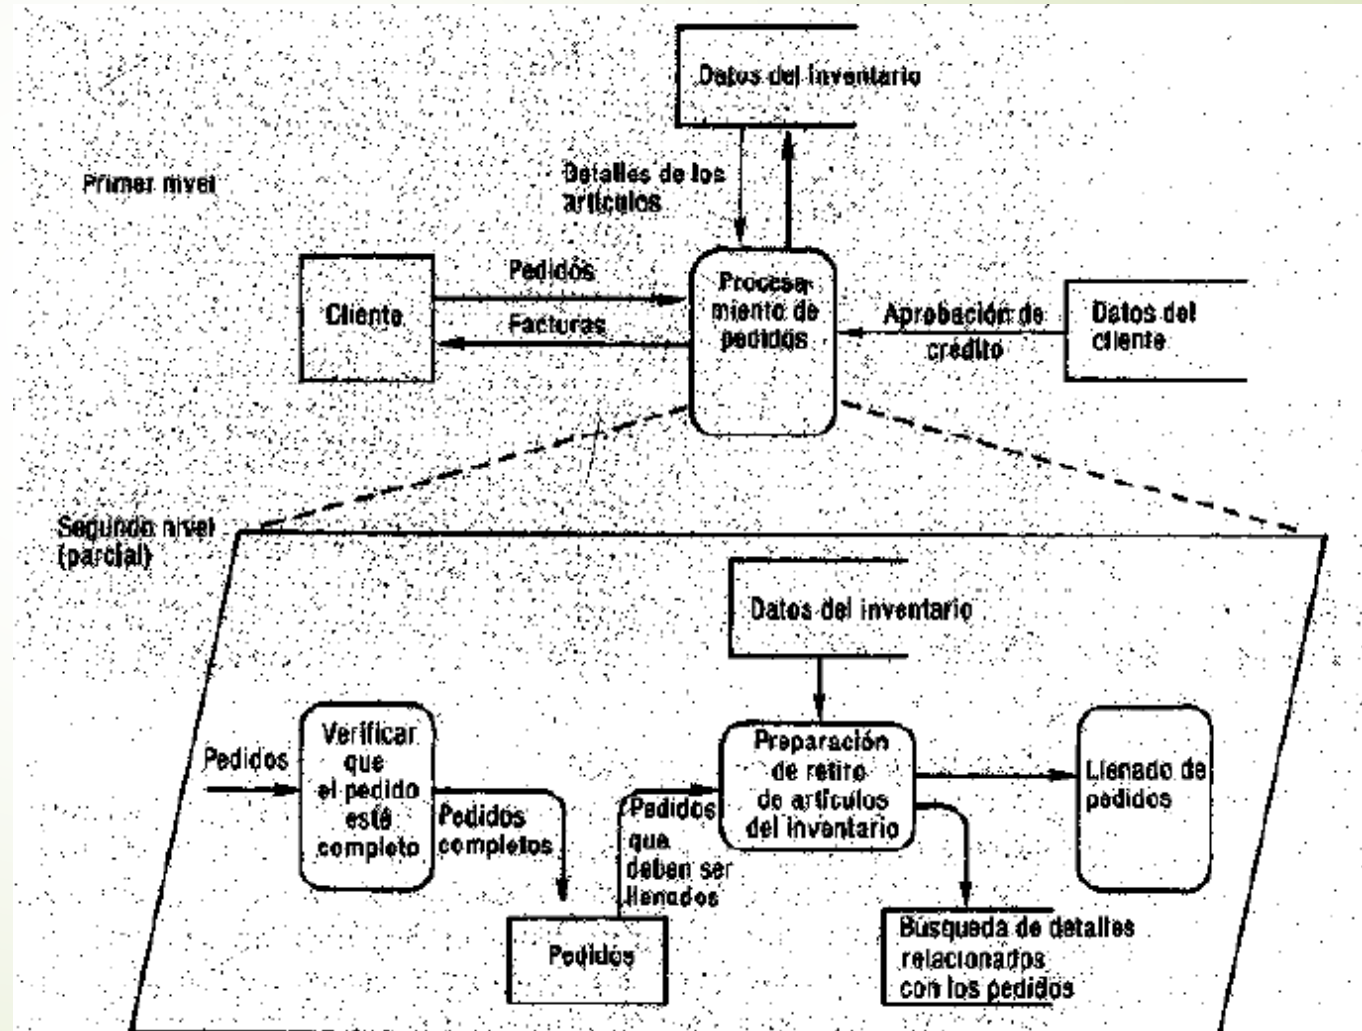 Datos del inventario
Primer nivel
Detalles de los
artículos
Pedidos
Cliente
Facturas
Procesa-
miento de
pedidos
Aprobación de
crédito
Datos del
cliente
Segundo nivel
(parcial)
Datos del inventario
Pedidos
Verificar
que
el pedido
esté
completo
Pedidos
completos
Pedidos
Pedidos
que
deben ser
llenados
Preparación
de retiro
de artículos
del inventario
Llenado de
pedidos
Búsqueda de detalles
relacionados
con los pedidos